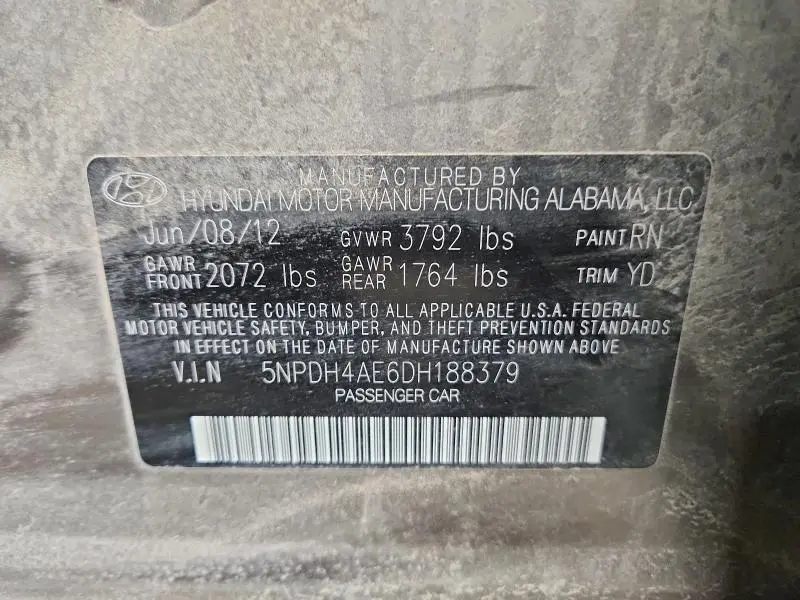 MANUFACTURED BY
HYUNDAI MOTOR MANUFACTURING ALABAMA, LLC
Jun/08/12 GVWR 3792 lbs PAINT RN
GAWR FRONT 2072 lbs GAWR REAR 1764 lbs TRIM YD
THIS VEHICLE CONFORMS TO ALL APPLICABLE U.S.A. FEDERAL
MOTOR VEHICLE SAFETY, BUMPER, AND THEFT PREVENTION STANDARDS
IN EFFECT ON THE DATE OF MANUFACTURE SHOWN ABOVE
V.I.N 5NPDH4AE6DH188379
PASSENGER CAR